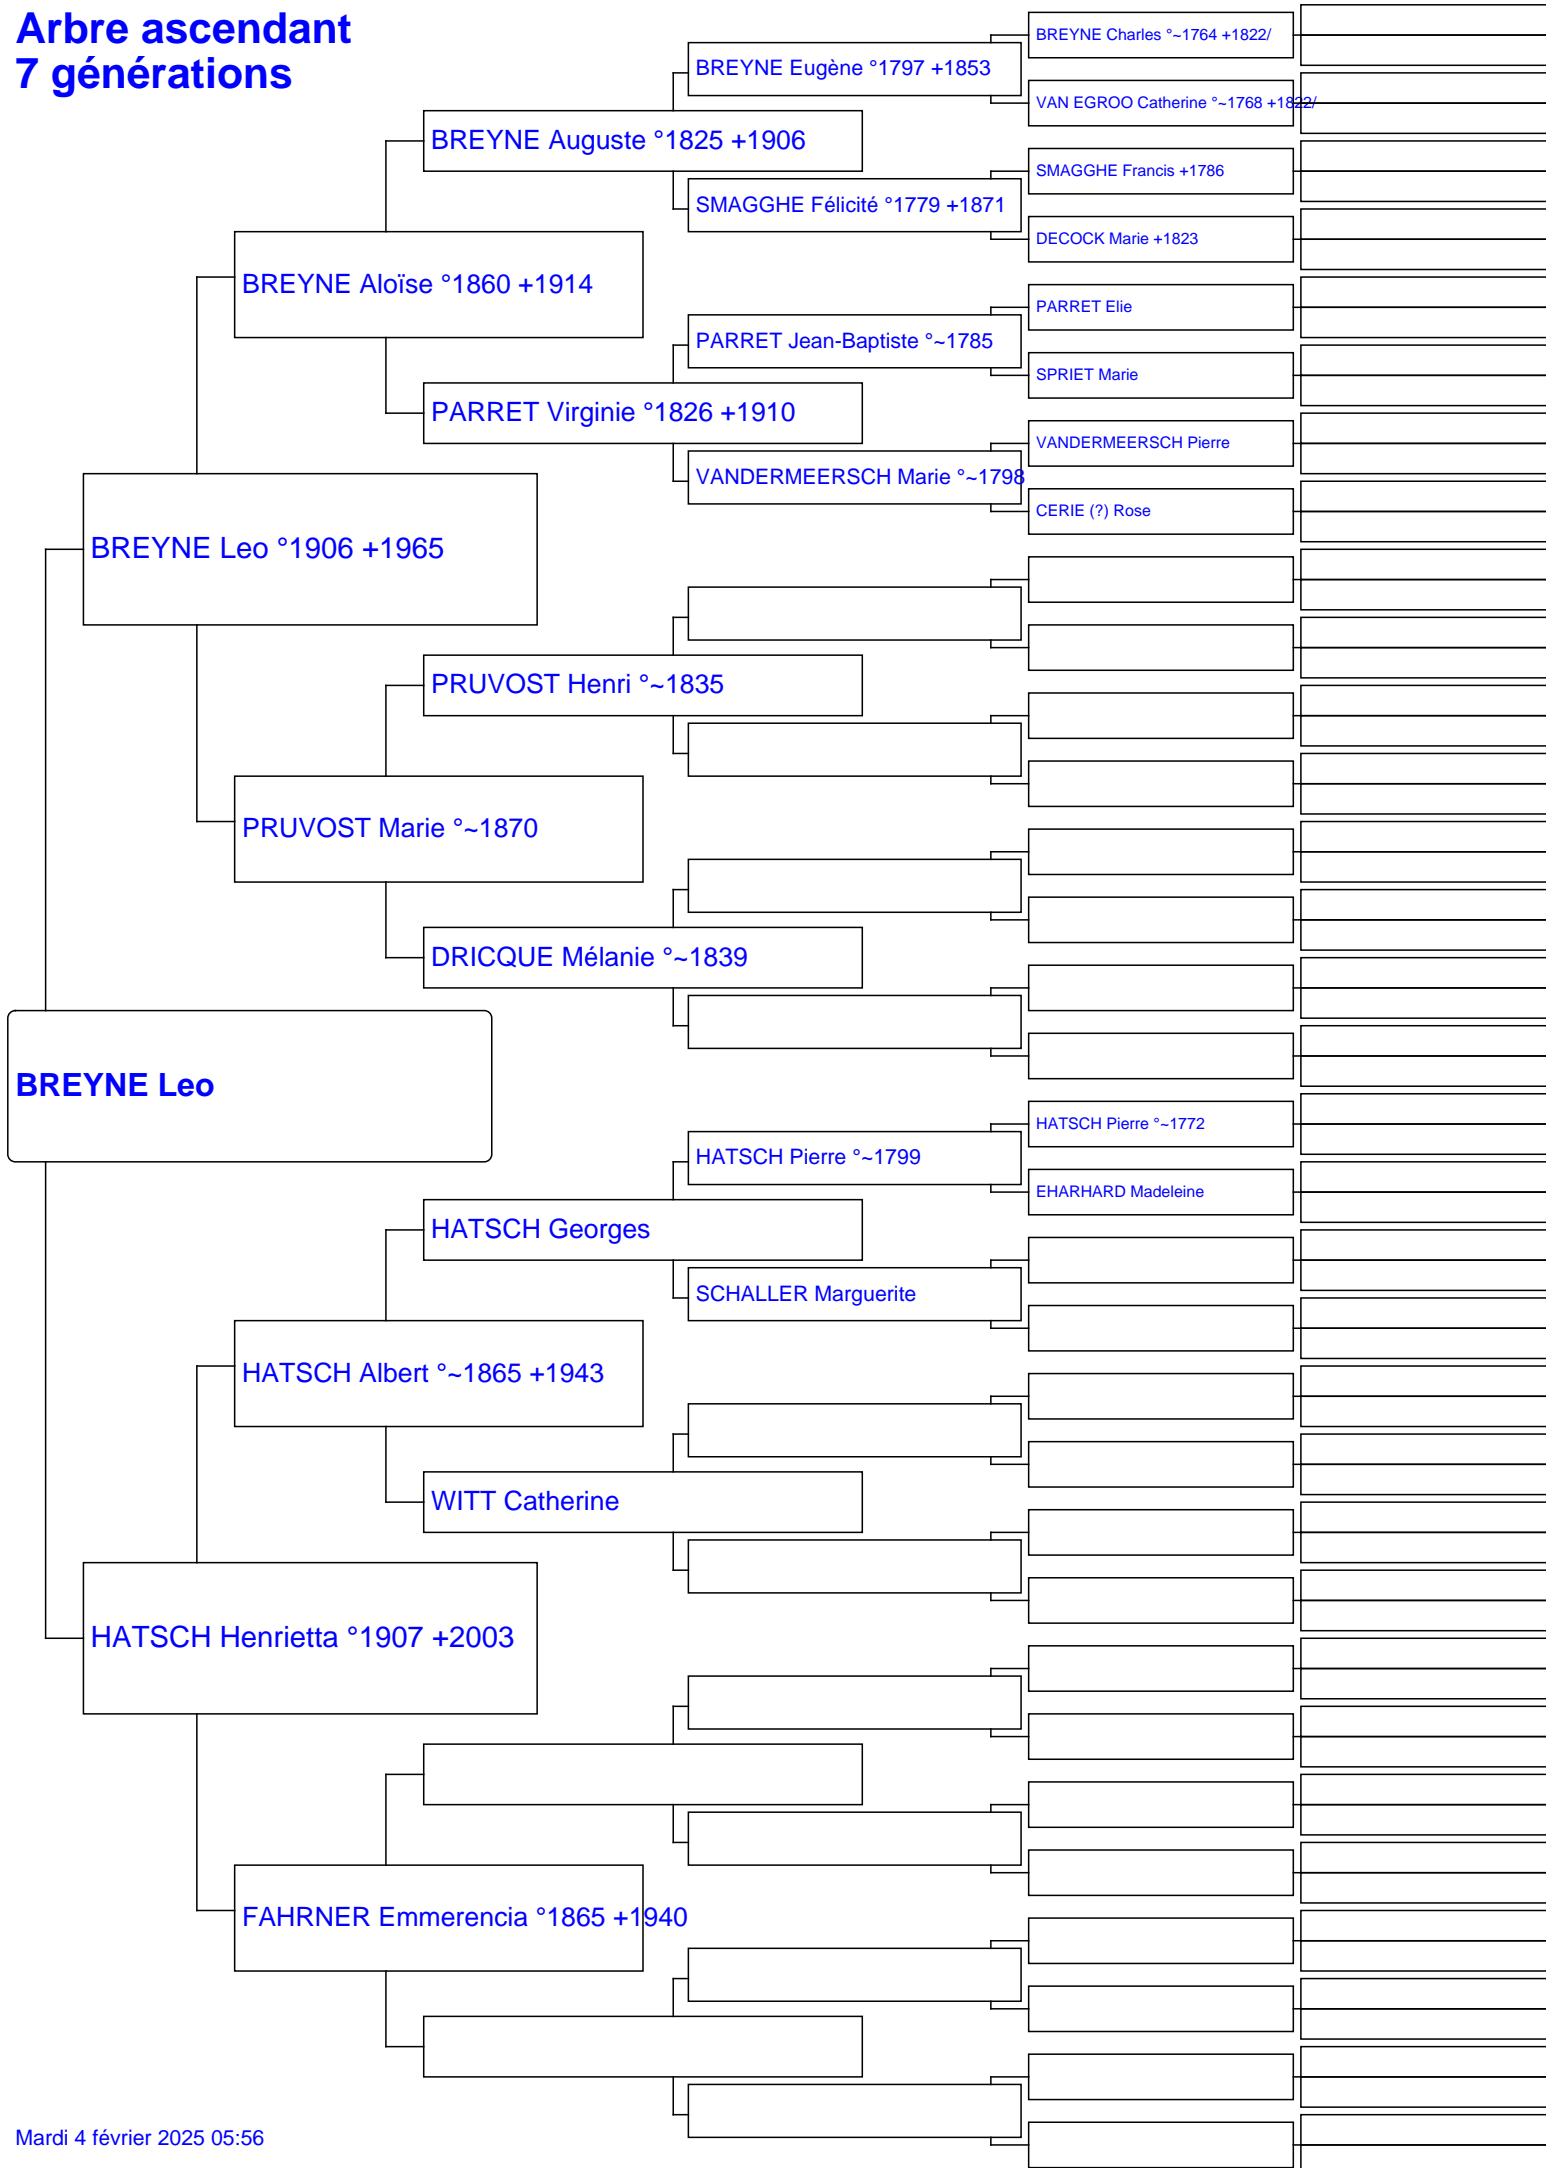 Arbre ascendant
7 générations
BREYNE Charles °~1764 +1822/
BREYNE Eugène °1797 +1853
VAN EGROO Catherine °~1768 +1822/
BREYNE Auguste °1825 +1906
SMAGGHE Francis +1786
SMAGGHE Félicité °1779 +1871
DECOCK Marie +1823
BREYNE Aloïse °1860 +1914
PARRET Elie
PARRET Jean-Baptiste °~1785
SPRIET Marie
PARRET Virginie °1826 +1910
VANDERMEERSCH Pierre
VANDERMEERSCH Marie °~1798
CERIE (?) Rose
BREYNE Leo °1906 +1965
PRUVOST Henri °~1835
PRUVOST Marie °~1870
DRICQUE Mélanie °~1839
BREYNE Leo
HATSCH Pierre °~1772
HATSCH Pierre °~1799
EHARHARD Madeleine
HATSCH Georges
SCHALLER Marguerite
HATSCH Albert °~1865 +1943
WITT Catherine
HATSCH Henrietta °1907 +2003
FAHRNER Emmerencia °1865 +1940
Mardi 4 février 2025 05:56